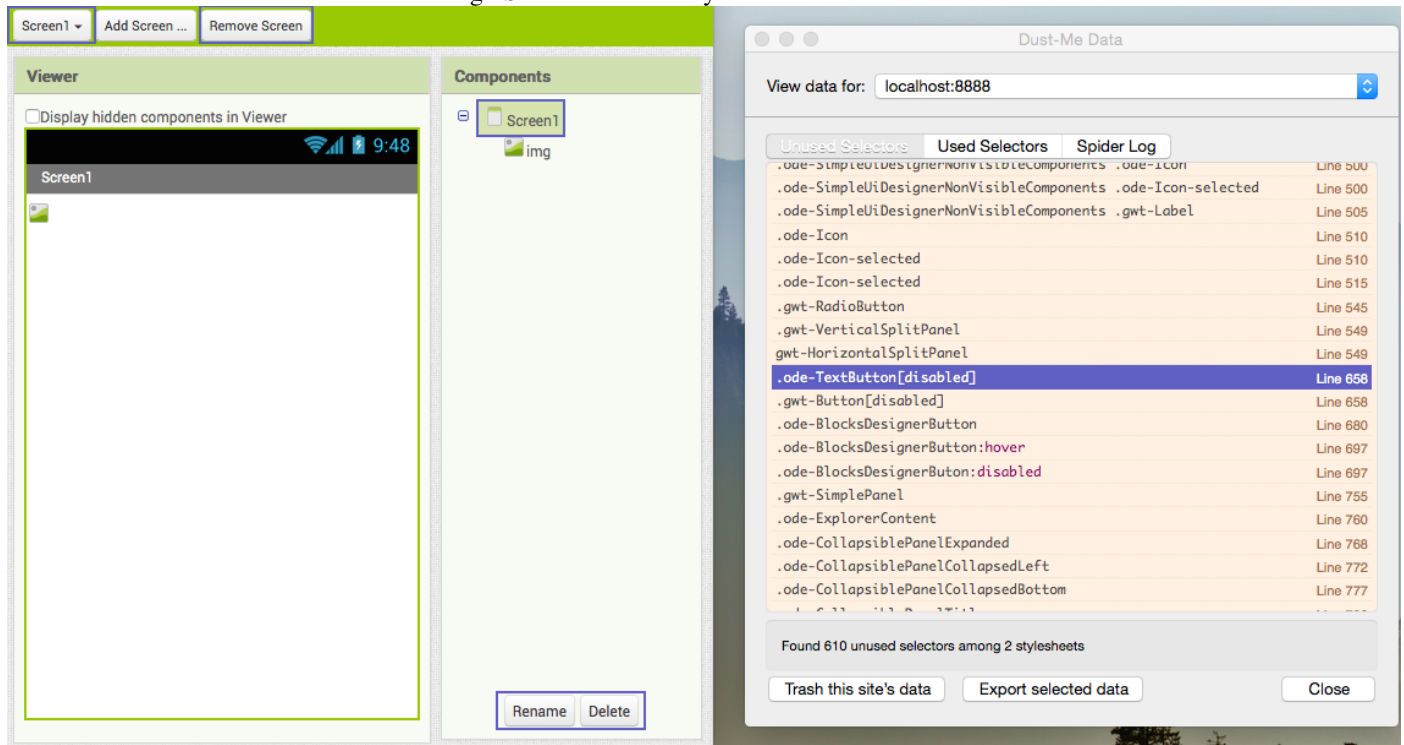 Screen1
Add Screen ...
Remove Screen
Viewer
Display hidden components in Viewer
9:48
Screen1
Components
Screen1
img
Rename
Delete
Dust-Me Data
View data for: localhost:8888
Unused Selectors Used Selectors Spider Log
.ode-SimpleUiDesignerNonVisibleComponents .ode-Icon Line 500
.ode-SimpleUiDesignerNonVisibleComponents .ode-Icon-selected Line 500
.ode-SimpleUiDesignerNonVisibleComponents .gwt-Label Line 505
.ode-Icon Line 510
.ode-Icon-selected Line 510
.ode-Icon-selected Line 515
.gwt-RadioButton Line 545
.gwt-VerticalSplitPanel Line 549
gwt-HorizontalSplitPanel Line 549
.ode-TextButton[disabled] Line 658
.gwt-Button[disabled] Line 658
.ode-BlocksDesignerButton Line 680
.ode-BlocksDesignerButton:hover Line 697
.ode-BlocksDesignerButon:disabled Line 697
.gwt-SimplePanel Line 755
.ode-ExplorerContent Line 760
.ode-CollapsiblePanelExpanded Line 768
.ode-CollapsiblePanelCollapsedLeft Line 772
.ode-CollapsiblePanelCollapsedBottom Line 777
Found 610 unused selectors among 2 stylesheets
Trash this site's data
Export selected data
Close